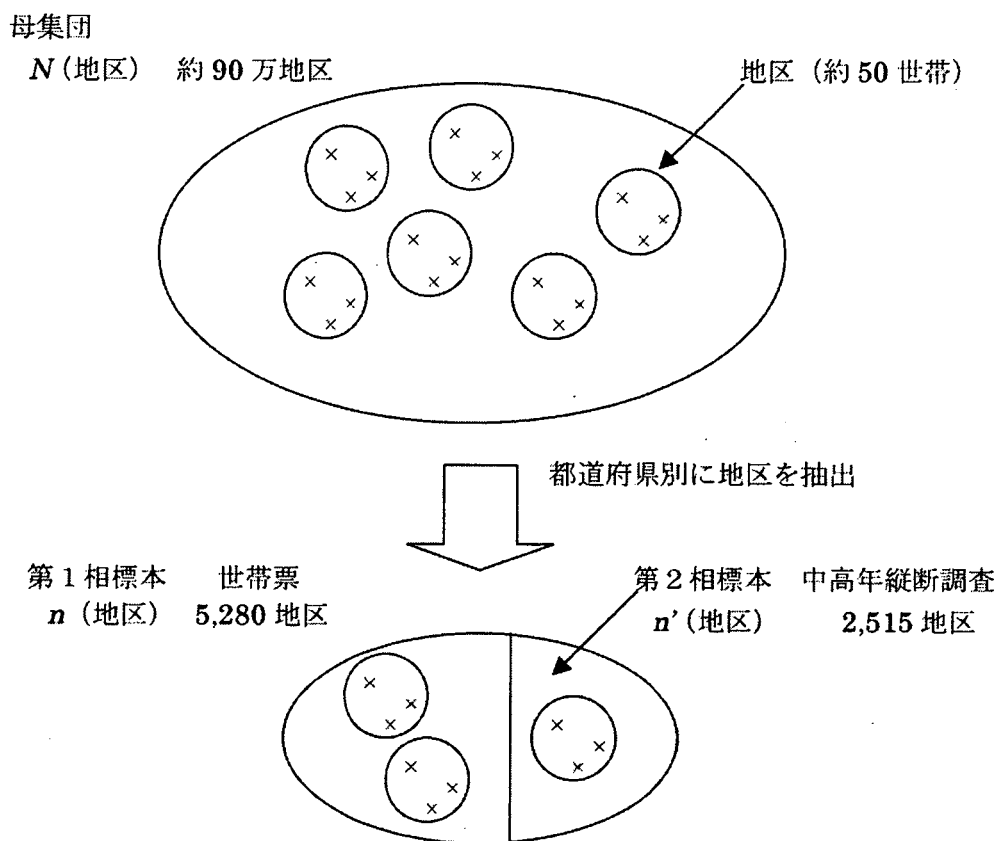 母集団
N（地区） 約 90 万地区
地区（約 50 世帯）
都道府県別に地区を抽出
第 1 相標本 世帯票
n（地区） 5,280 地区
第 2 相標本 中高年縦断調査
n'（地区） 2,515 地区